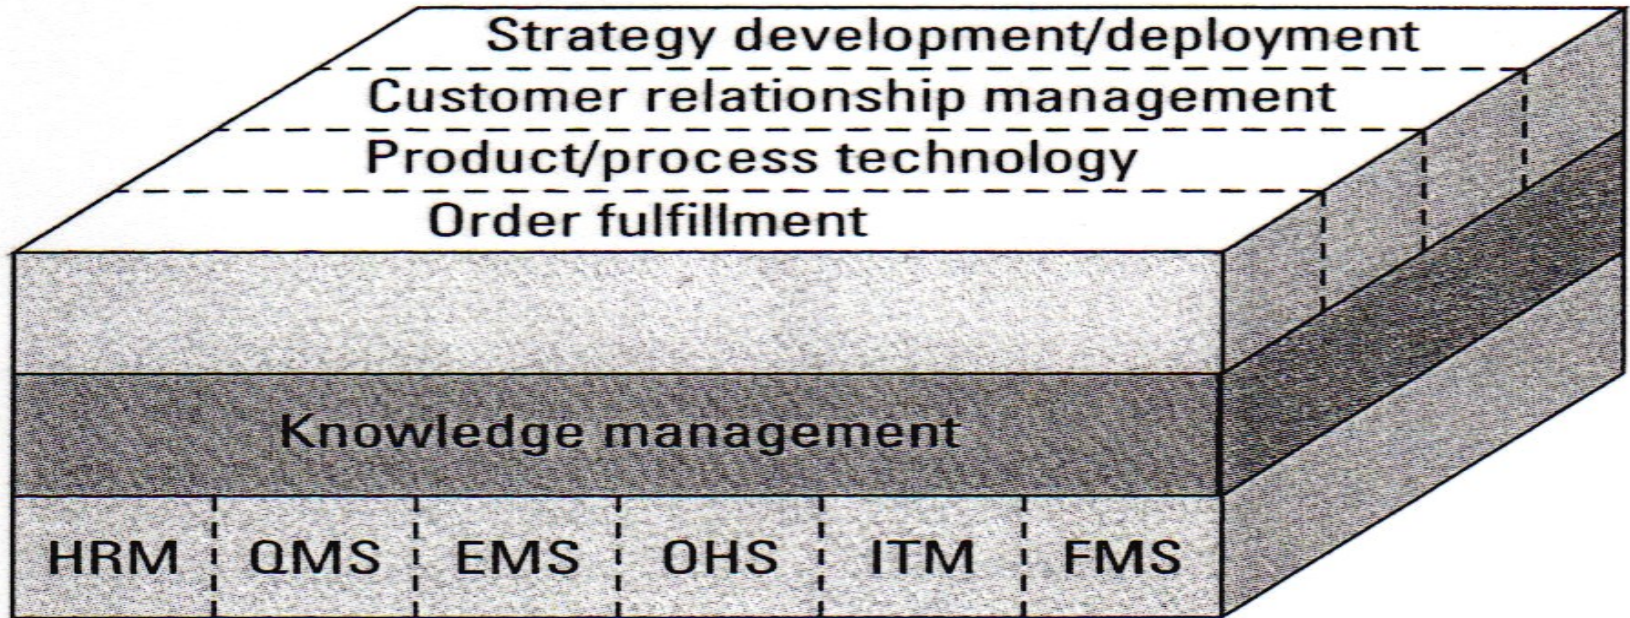 Strategy development/deployment
Customer relationship management
Product/process technology
Order fulfillment
Knowledge management
HRM QMS EMS OHS ITM FMS